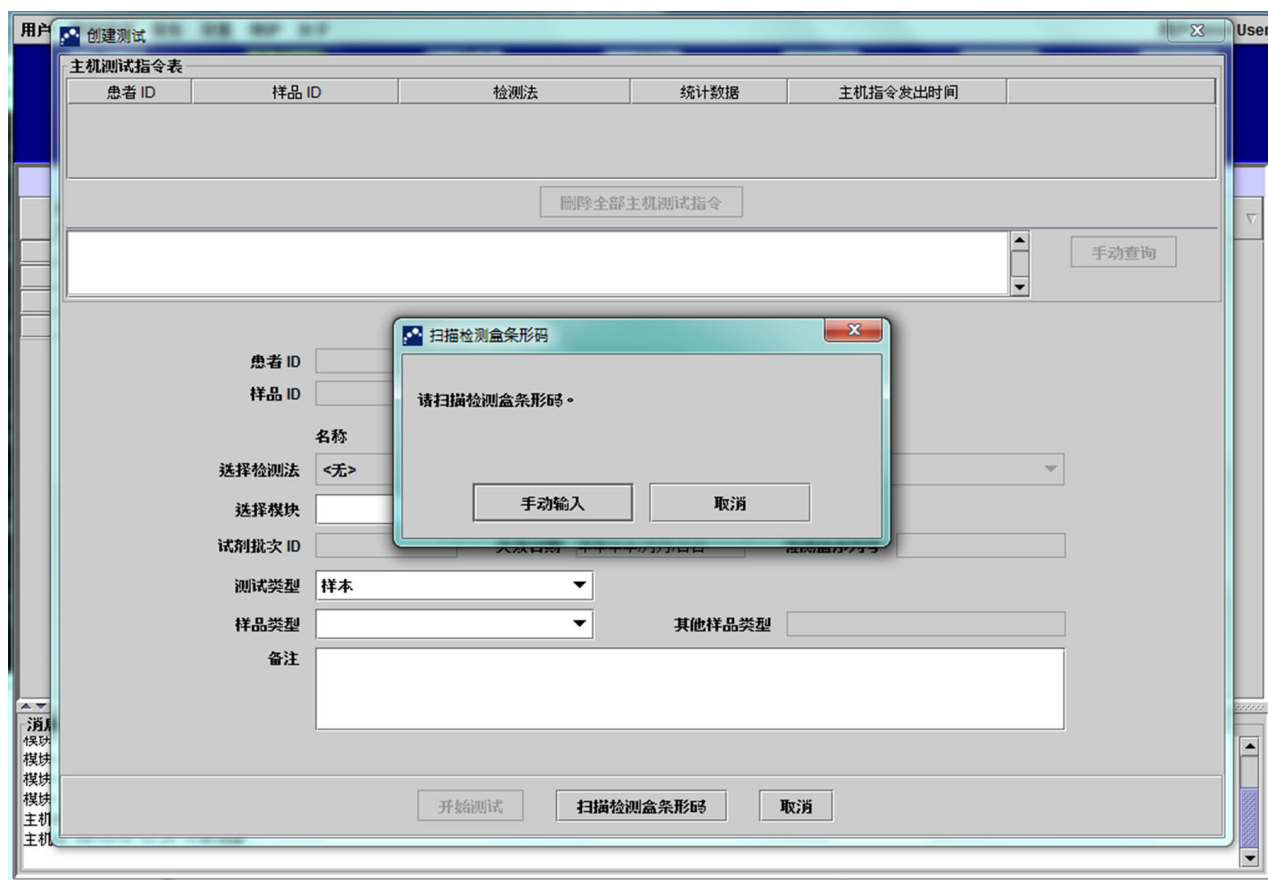 用户
创建测试
User
主机测试指令表
患者 ID 样品 ID 检测法 统计数据 主机指令发出时间
删除全部主机测试指令
手动查询
扫描检测盒条形码
请扫描检测盒条形码。
手动输入 取消
患者 ID
样品 ID
名称
选择检测法 <无>
选择模块
试剂批次 ID
测试类型 样本
样品类型 其他样品类型
备注
消息
模块
模块
模块
模块
主机
主机
开始测试 扫描检测盒条形码 取消